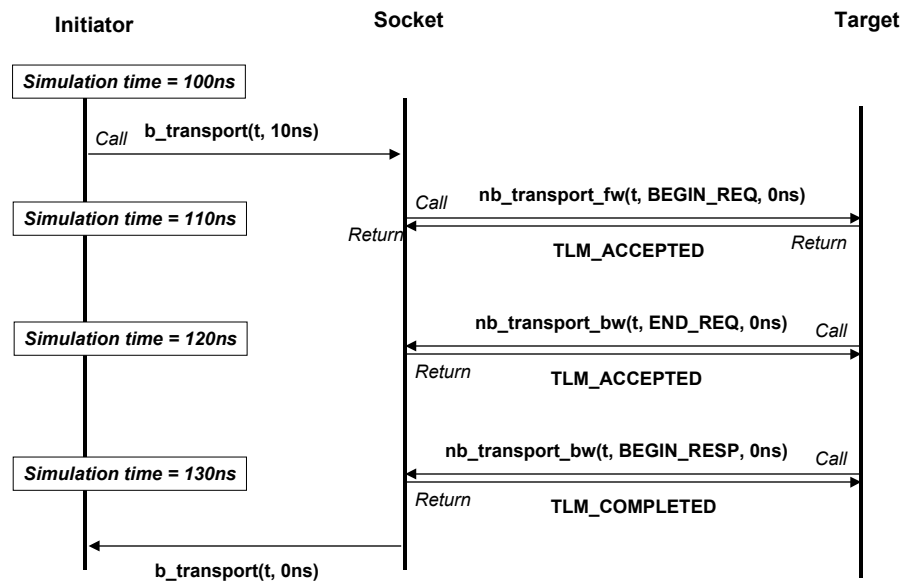 Initiator
Socket
Target
Simulation time = 100ns
Call
b_transport(t, 10ns)
Simulation time = 110ns
Call
nb_transport_fw(t, BEGIN_REQ, 0ns)
Return
TLM_ACCEPTED
Return
Simulation time = 120ns
nb_transport_bw(t, END_REQ, 0ns)
Call
Return
TLM_ACCEPTED
Simulation time = 130ns
nb_transport_bw(t, BEGIN_RESP, 0ns)
Call
Return
TLM_COMPLETED
b_transport(t, 0ns)